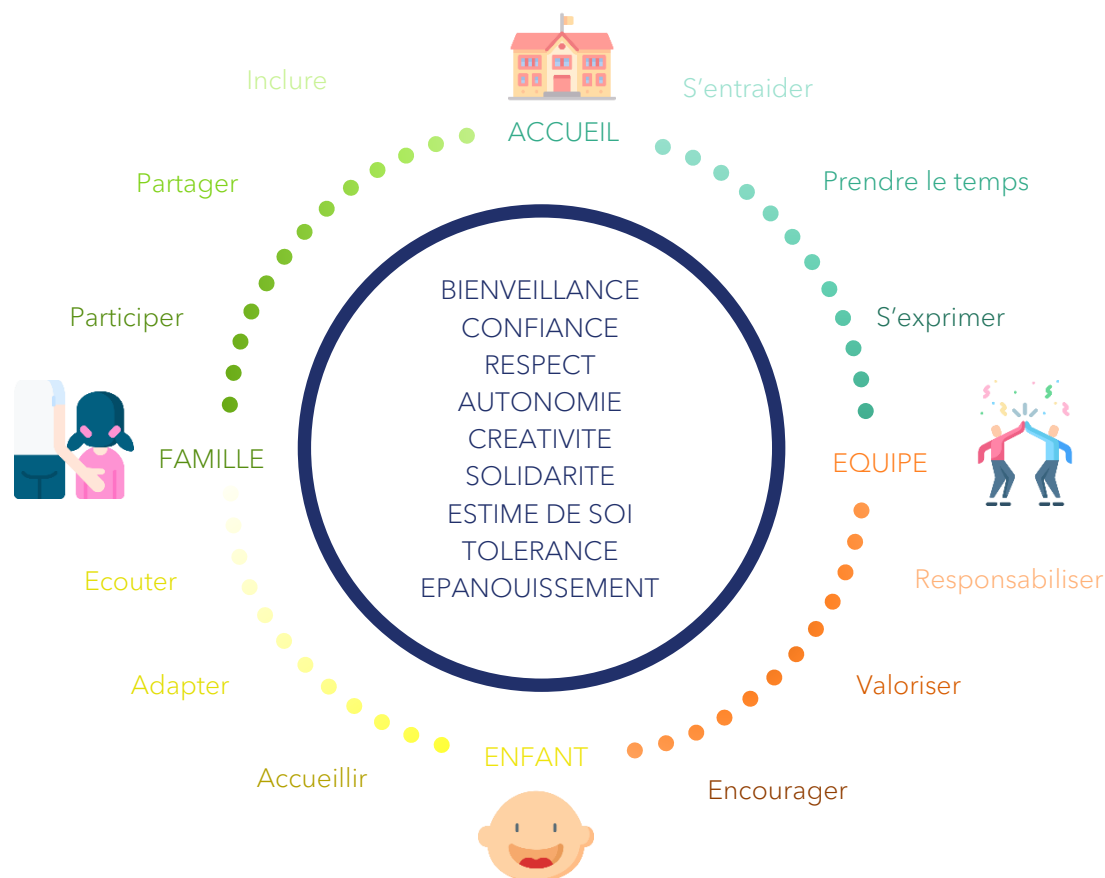 Inclure
S'entraider
ACCUEIL
Partager
Prendre le temps
Participer
S'exprimer
BIENVEILLANCE
CONFIANCE
RESPECT
AUTONOMIE
CREATIVITE
SOLIDARITE
ESTIME DE SOI
TOLERANCE
EPANOUISSEMENT
FAMILLE
EQUIPE
Ecouter
Responsabiliser
Adapter
Valoriser
ENFANT
Accueillir
Encourager